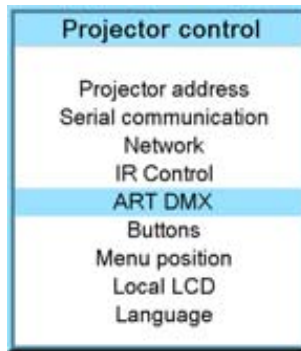 Projector control
Projector address
Serial communication
Network
IR Control
ART DMX
Buttons
Menu position
Local LCD
Language